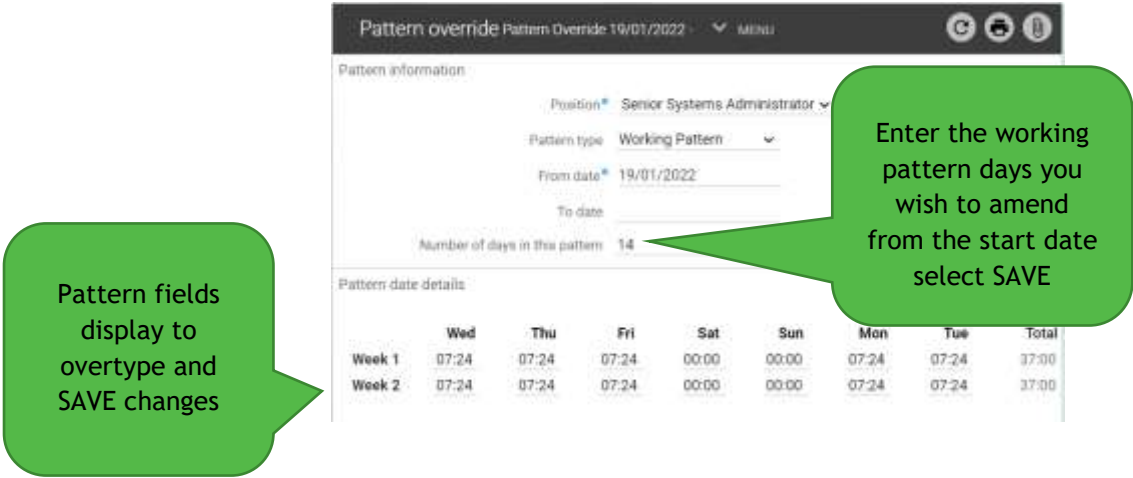 Pattern override Pattern Override 19/01/2022 - MENU
Pattern information
Position* Senior Systems Administrator
Pattern type Working Pattern
From date* 19/01/2022
To date
Number of days in this pattern 14
Enter the working
pattern days you
wish to amend
from the start date
select SAVE
Pattern fields
display to
overtype and
SAVE changes
Pattern date details
Wed Thu Fri Sat Sun Mon Tue Total
Week 1 07:24 07:24 07:24 00:00 00:00 07:24 07:24 37:00
Week 2 07:24 07:24 07:24 00:00 00:00 07:24 07:24 37:00